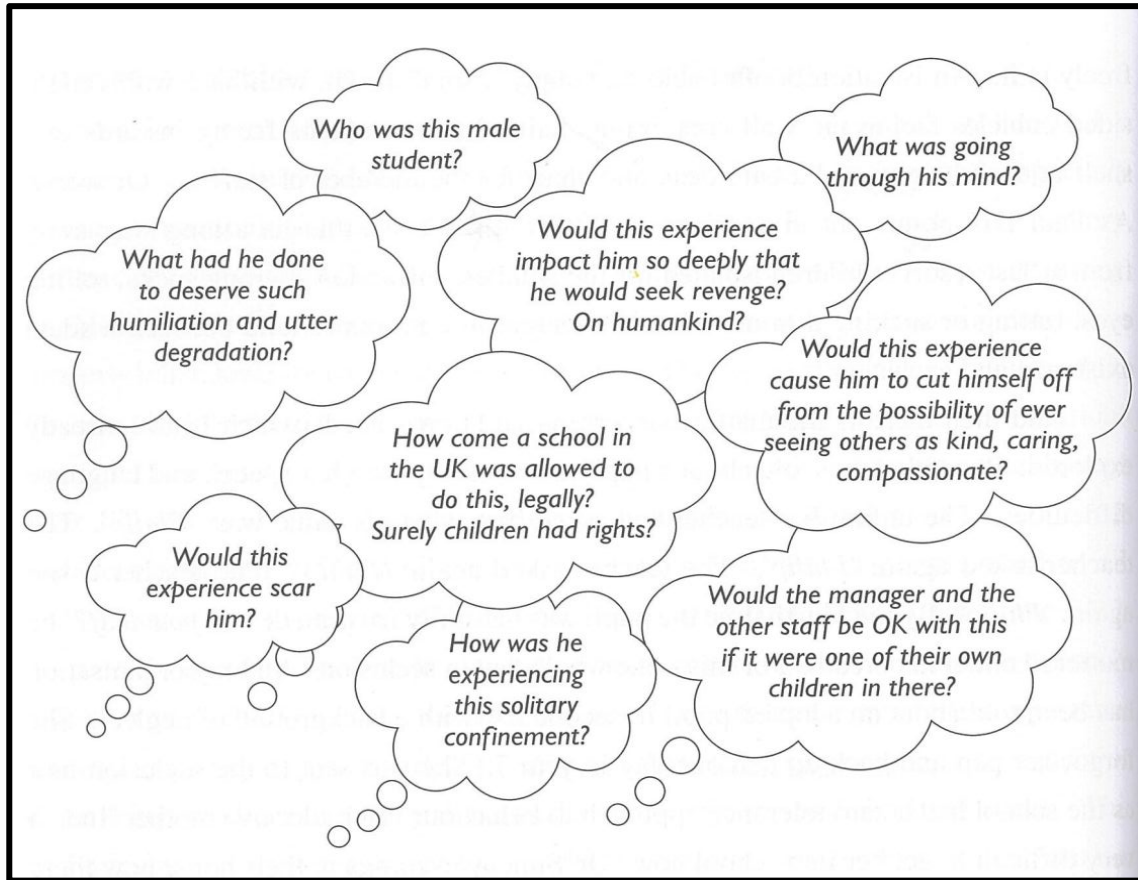 Who was this male
student?
What was going
through his mind?
What had he done
to deserve such
humiliation and utter
degradation?
Would this experience
impact him so deeply that
he would seek revenge?
On humankind?
Would this experience
cause him to cut himself off
from the possibility of ever
seeing others as kind, caring,
compassionate?
How come a school in
the UK was allowed to
do this, legally?
Surely children had rights?
Would this
experience scar
him?
How was he
experiencing
this solitary
confinement?
Would the manager and the
other staff be OK with this
if it were one of their own
children in there?